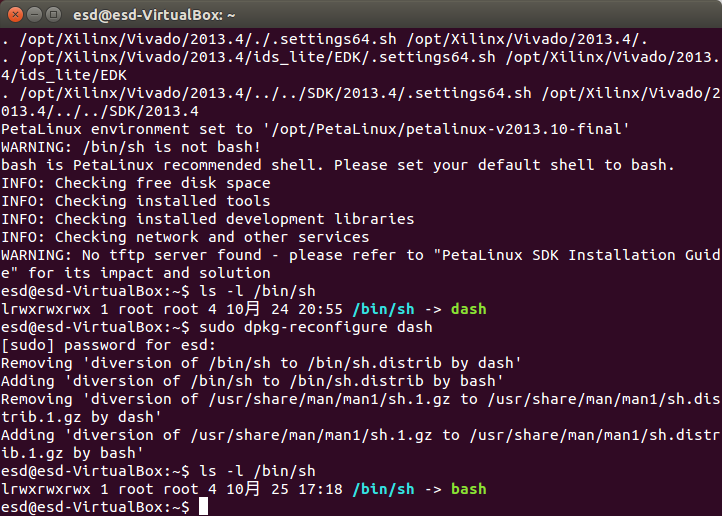 esd@esd-VirtualBox: ~
. /opt/Xilinx/Vivado/2013.4/./.settings64.sh /opt/Xilinx/Vivado/2013.4/.
. /opt/Xilinx/Vivado/2013.4/ids_lite/EDK/.settings64.sh /opt/Xilinx/Vivado/2013.
4/ids_lite/EDK
. /opt/Xilinx/Vivado/2013.4/../../SDK/2013.4/.settings64.sh /opt/Xilinx/Vivado/2
013.4/../../SDK/2013.4
PetaLinux environment set to '/opt/PetaLinux/petalinux-v2013.10-final'
WARNING: /bin/sh is not bash!
bash is PetaLinux recommended shell. Please set your default shell to bash.
INFO: Checking free disk space
INFO: Checking installed tools
INFO: Checking installed development libraries
INFO: Checking network and other services
WARNING: No tftp server found - please refer to "PetaLinux SDK Installation Guid
e" for its impact and solution
esd@esd-VirtualBox:~$ ls -l /bin/sh
lrwxrwxrwx 1 root root 4 10月 24 20:55 /bin/sh -> dash
esd@esd-VirtualBox:~$ sudo dpkg-reconfigure dash
[sudo] password for esd:
Removing 'diversion of /bin/sh to /bin/sh.distrib by dash'
Adding 'diversion of /bin/sh to /bin/sh.distrib by bash'
Removing 'diversion of /usr/share/man/man1/sh.1.gz to /usr/share/man/man1/sh.dis
trib.1.gz by dash'
Adding 'diversion of /usr/share/man/man1/sh.1.gz to /usr/share/man/man1/sh.distr
ib.1.gz by bash'
esd@esd-VirtualBox:~$ ls -l /bin/sh
lrwxrwxrwx 1 root root 4 10月 25 17:18 /bin/sh -> bash
esd@esd-VirtualBox:~$